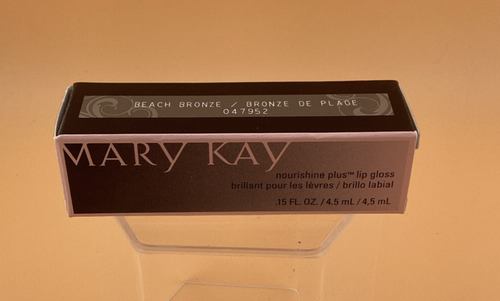 BEACH BRONZE / BRONZE DE PLAGE
047952
MARY KAY
nourishine plus™ lip gloss
brillant pour les lèvres / brillo labial
.15 FL. OZ. / 4.5 mL / 4,5 mL